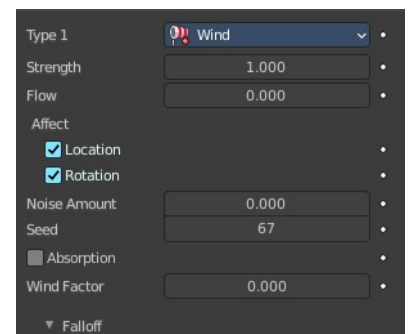 Type 1 Wind
Strength 1.000
Flow 0.000
Affect
Location
Rotation
Noise Amount 0.000
Seed 67
Absorption
Wind Factor 0.000
Falloff